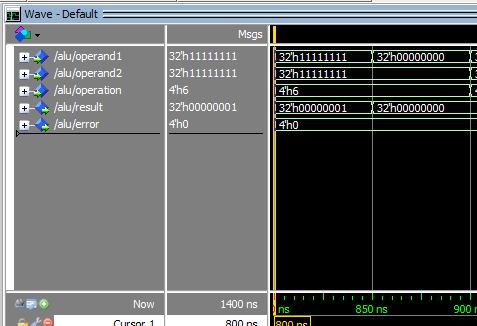 Wave - Default
Msgs
/alu/operand1 32'h11111111 32'h11111111 32'h00000000
/alu/operand2 32'h11111111 32'h11111111
/alu/operation 4'h6 4'h6
/alu/result 32'h00000001 32'h00000001 32'h00000000
/alu/error 4'h0 4'h0
Now 1400 ns ns 850 ns 900
Cursor 1 800 ns 800 ns